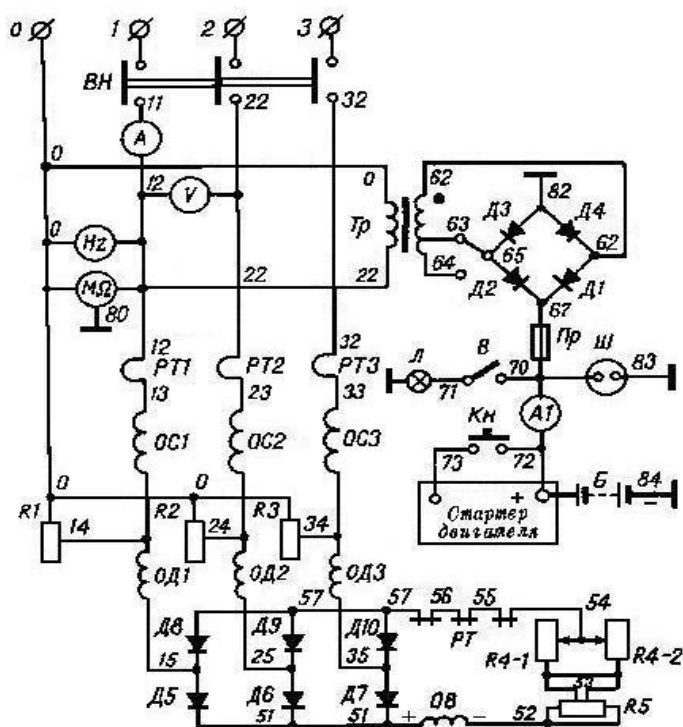 0 1 2 3
ВН
11 22 32
А
0 12 V 0 62 82
Д3 Д4
Тр 63 65 62
0 Hz 64
Д2 Д1
МΩ 22 22 67
80
Пр Ш
12 32 Л В 70 83
РТ1 РТ2 РТ3 71
13 23 33 А1
Кн
ОС1 ОС2 ОС3 73 72
Б 84
0 0 + −
R1 14 R2 24 R3 34 Стартер
двигателя
ОД1 ОД2 ОД3
57 57 56 55 54
Д8 Д9 Д10 РТ
15 25 35 R4-1 R4-2
Д5 Д6 Д7 53
51 51 + ОВ − 52 R5